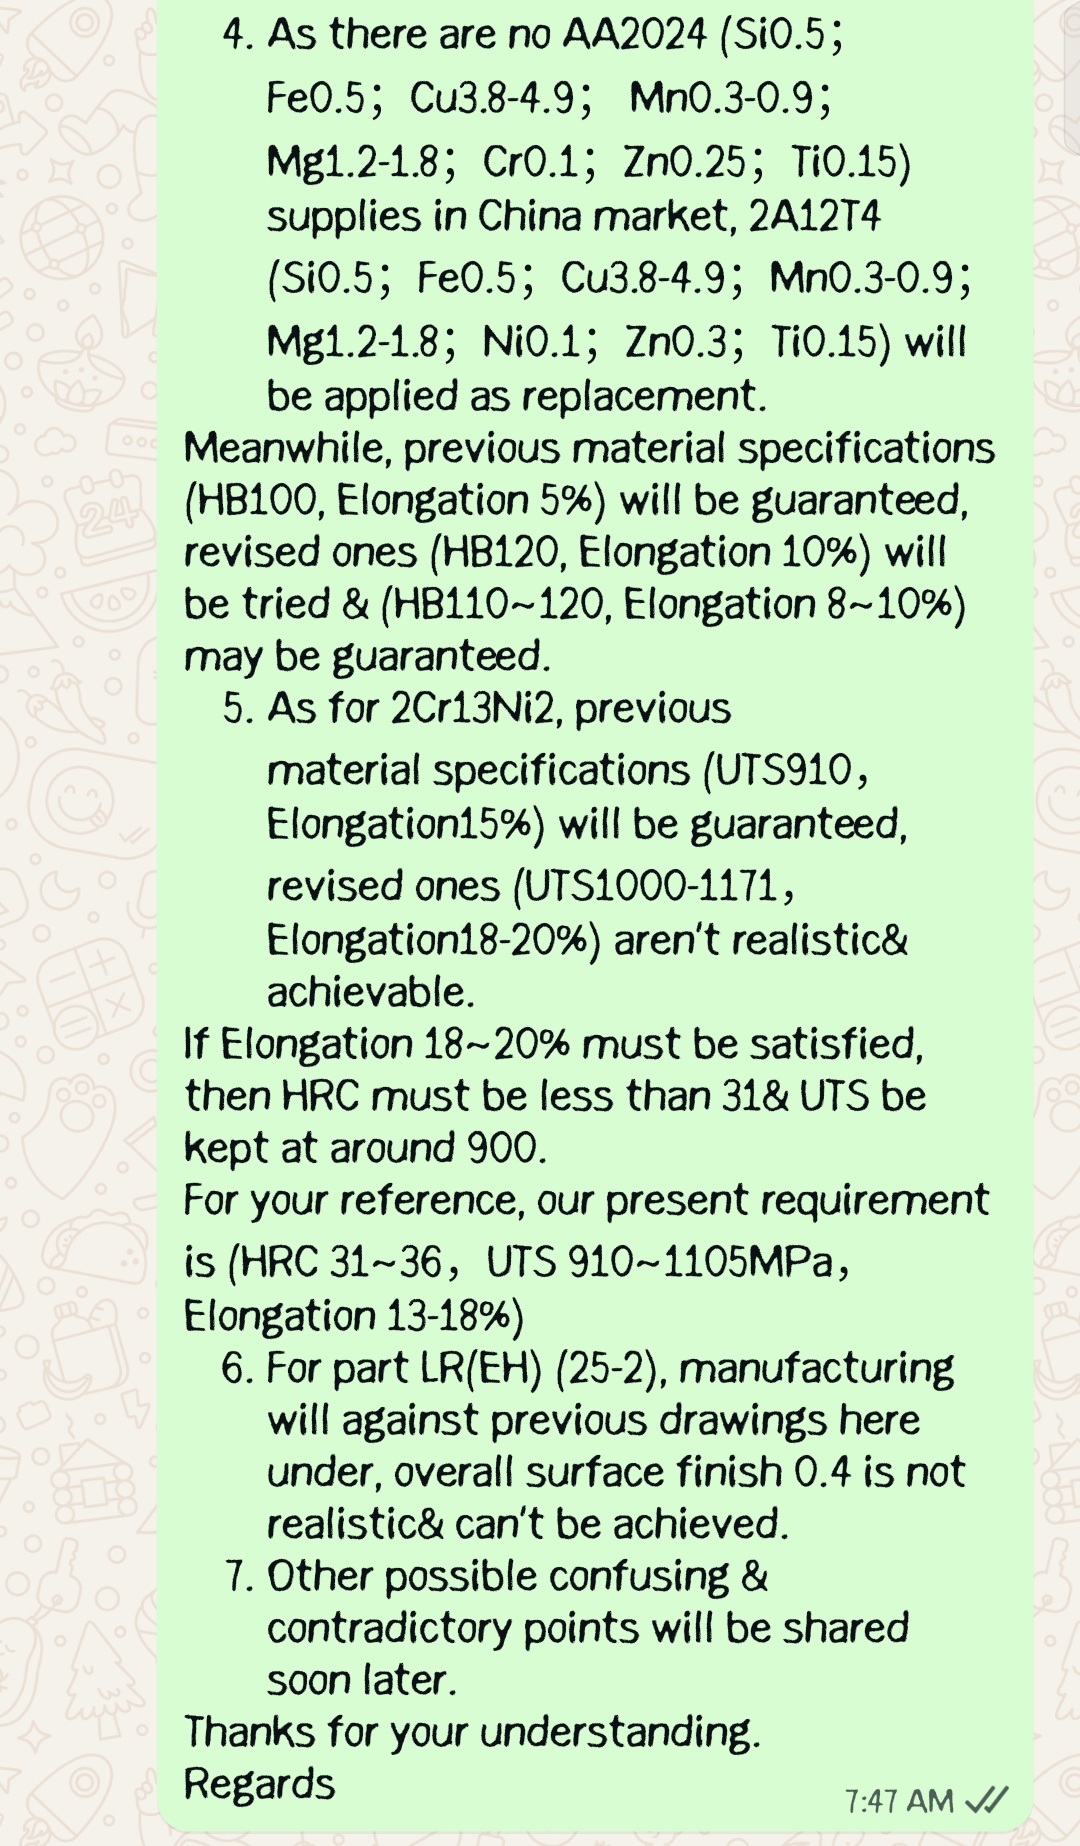 4. As there are no AA2024 (Si0.5;
Fe0.5; Cu3.8-4.9; Mn0.3-0.9;
Mg1.2-1.8; Cr0.1; Zn0.25; Ti0.15)
supplies in China market, 2A12T4
(Si0.5; Fe0.5; Cu3.8-4.9; Mn0.3-0.9;
Mg1.2-1.8; Ni0.1; Zn0.3; Ti0.15) will
be applied as replacement.
Meanwhile, previous material specifications
(HB100, Elongation 5%) will be guaranteed,
revised ones (HB120, Elongation 10%) will
be tried & (HB110~120, Elongation 8~10%)
may be guaranteed.
5. As for 2Cr13Ni2, previous
material specifications (UTS910,
Elongation15%) will be guaranteed,
revised ones (UTS1000-1171,
Elongation18-20%) aren't realistic&
achievable.
If Elongation 18~20% must be satisfied,
then HRC must be less than 31& UTS be
kept at around 900.
For your reference, our present requirement
is (HRC 31~36, UTS 910~1105MPa,
Elongation 13-18%)
6. For part LR(EH) (25-2), manufacturing
will against previous drawings here
under, overall surface finish 0.4 is not
realistic& can't be achieved.
7. Other possible confusing &
contradictory points will be shared
soon later.
Thanks for your understanding.
Regards
7:47 AM